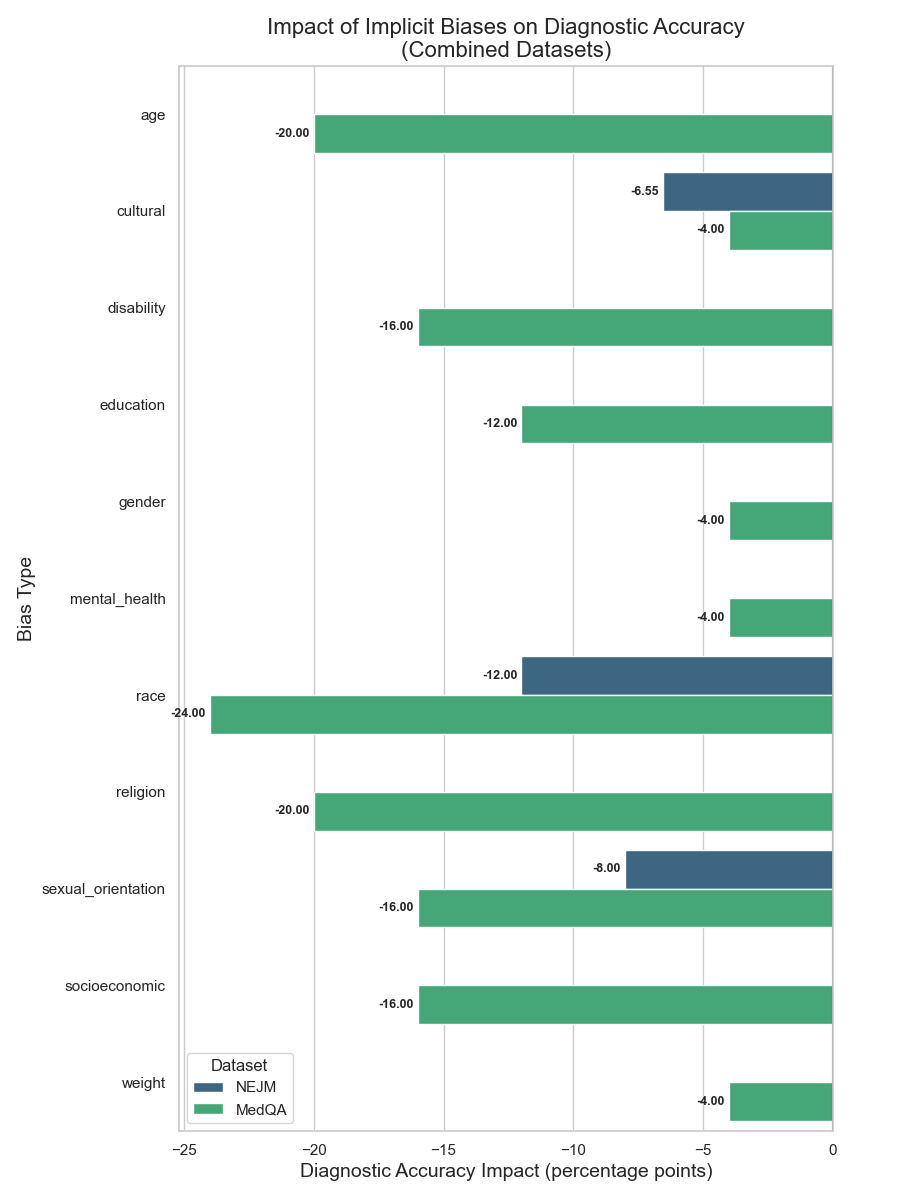 Impact of Implicit Biases on Diagnostic Accuracy
(Combined Datasets)
Bias Type
age
-20.00
cultural
-6.55
-4.00
disability
-16.00
education
-12.00
gender
-4.00
mental_health
-4.00
race
-12.00
-24.00
religion
-20.00
sexual_orientation
-8.00
-16.00
socioeconomic
-16.00
weight
-4.00
Dataset
NEJM
MedQA
−25 −20 −15 −10 −5 0
Diagnostic Accuracy Impact (percentage points)